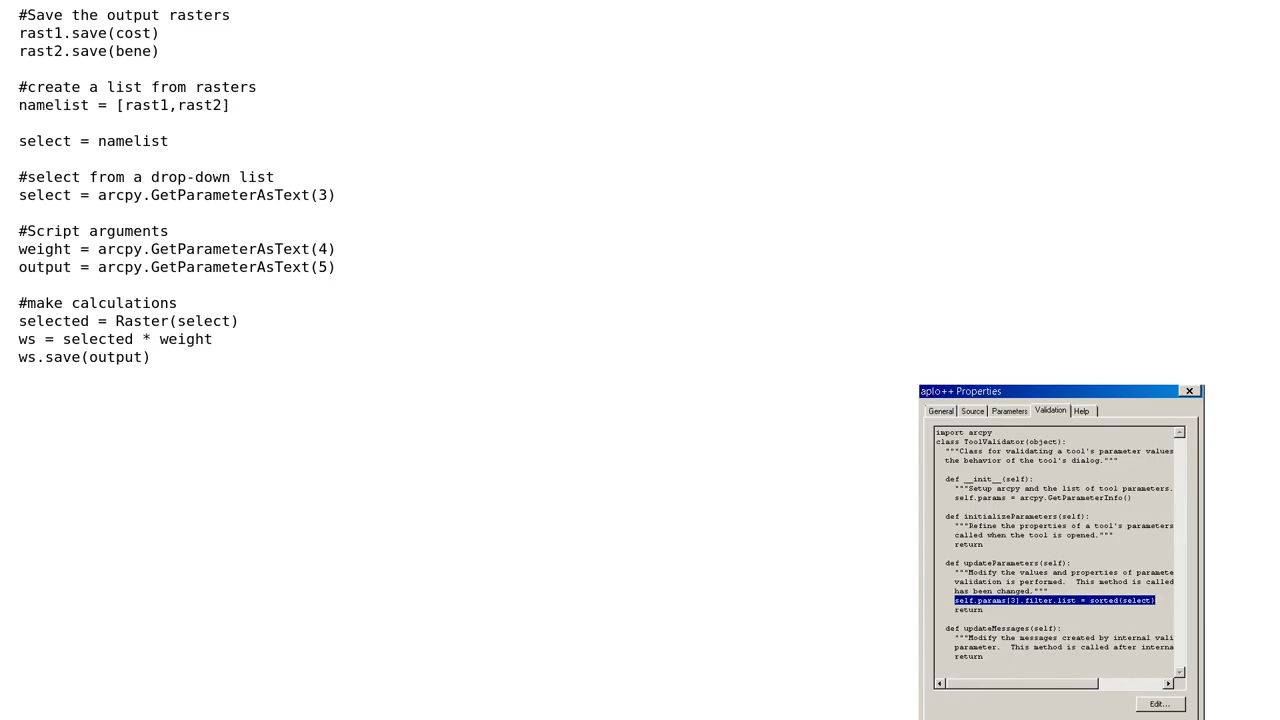 #Save the output rasters
rast1.save(cost)
rast2.save(bene)
#create a list from rasters
namelist = [rast1,rast2]
select = namelist
#select from a drop-down list
select = arcpy.GetParameterAsText(3)
#Script arguments
weight = arcpy.GetParameterAsText(4)
output = arcpy.GetParameterAsText(5)
#make calculations
selected = Raster(select)
ws = selected * weight
ws.save(output)
aplo++ Properties
General Source Parameters Validation Help
import arcpy
class ToolValidator(object):
"""Class for validating a tool's parameter values
the behavior of the tool's dialog."""
def __init__(self):
"""Setup arcpy and the list of tool parameters.
self.params = arcpy.GetParameterInfo()
def initializeParameters(self):
"""Refine the properties of a tool's parameters
called when the tool is opened."""
return
def updateParameters(self):
"""Modify the values and properties of paramete
validation is performed.  This method is called
has been changed."""
self.params[3].filter.list = sorted(select)
return
def updateMessages(self):
"""Modify the messages created by internal vali
parameter.  This method is called after interna
return
Edit...